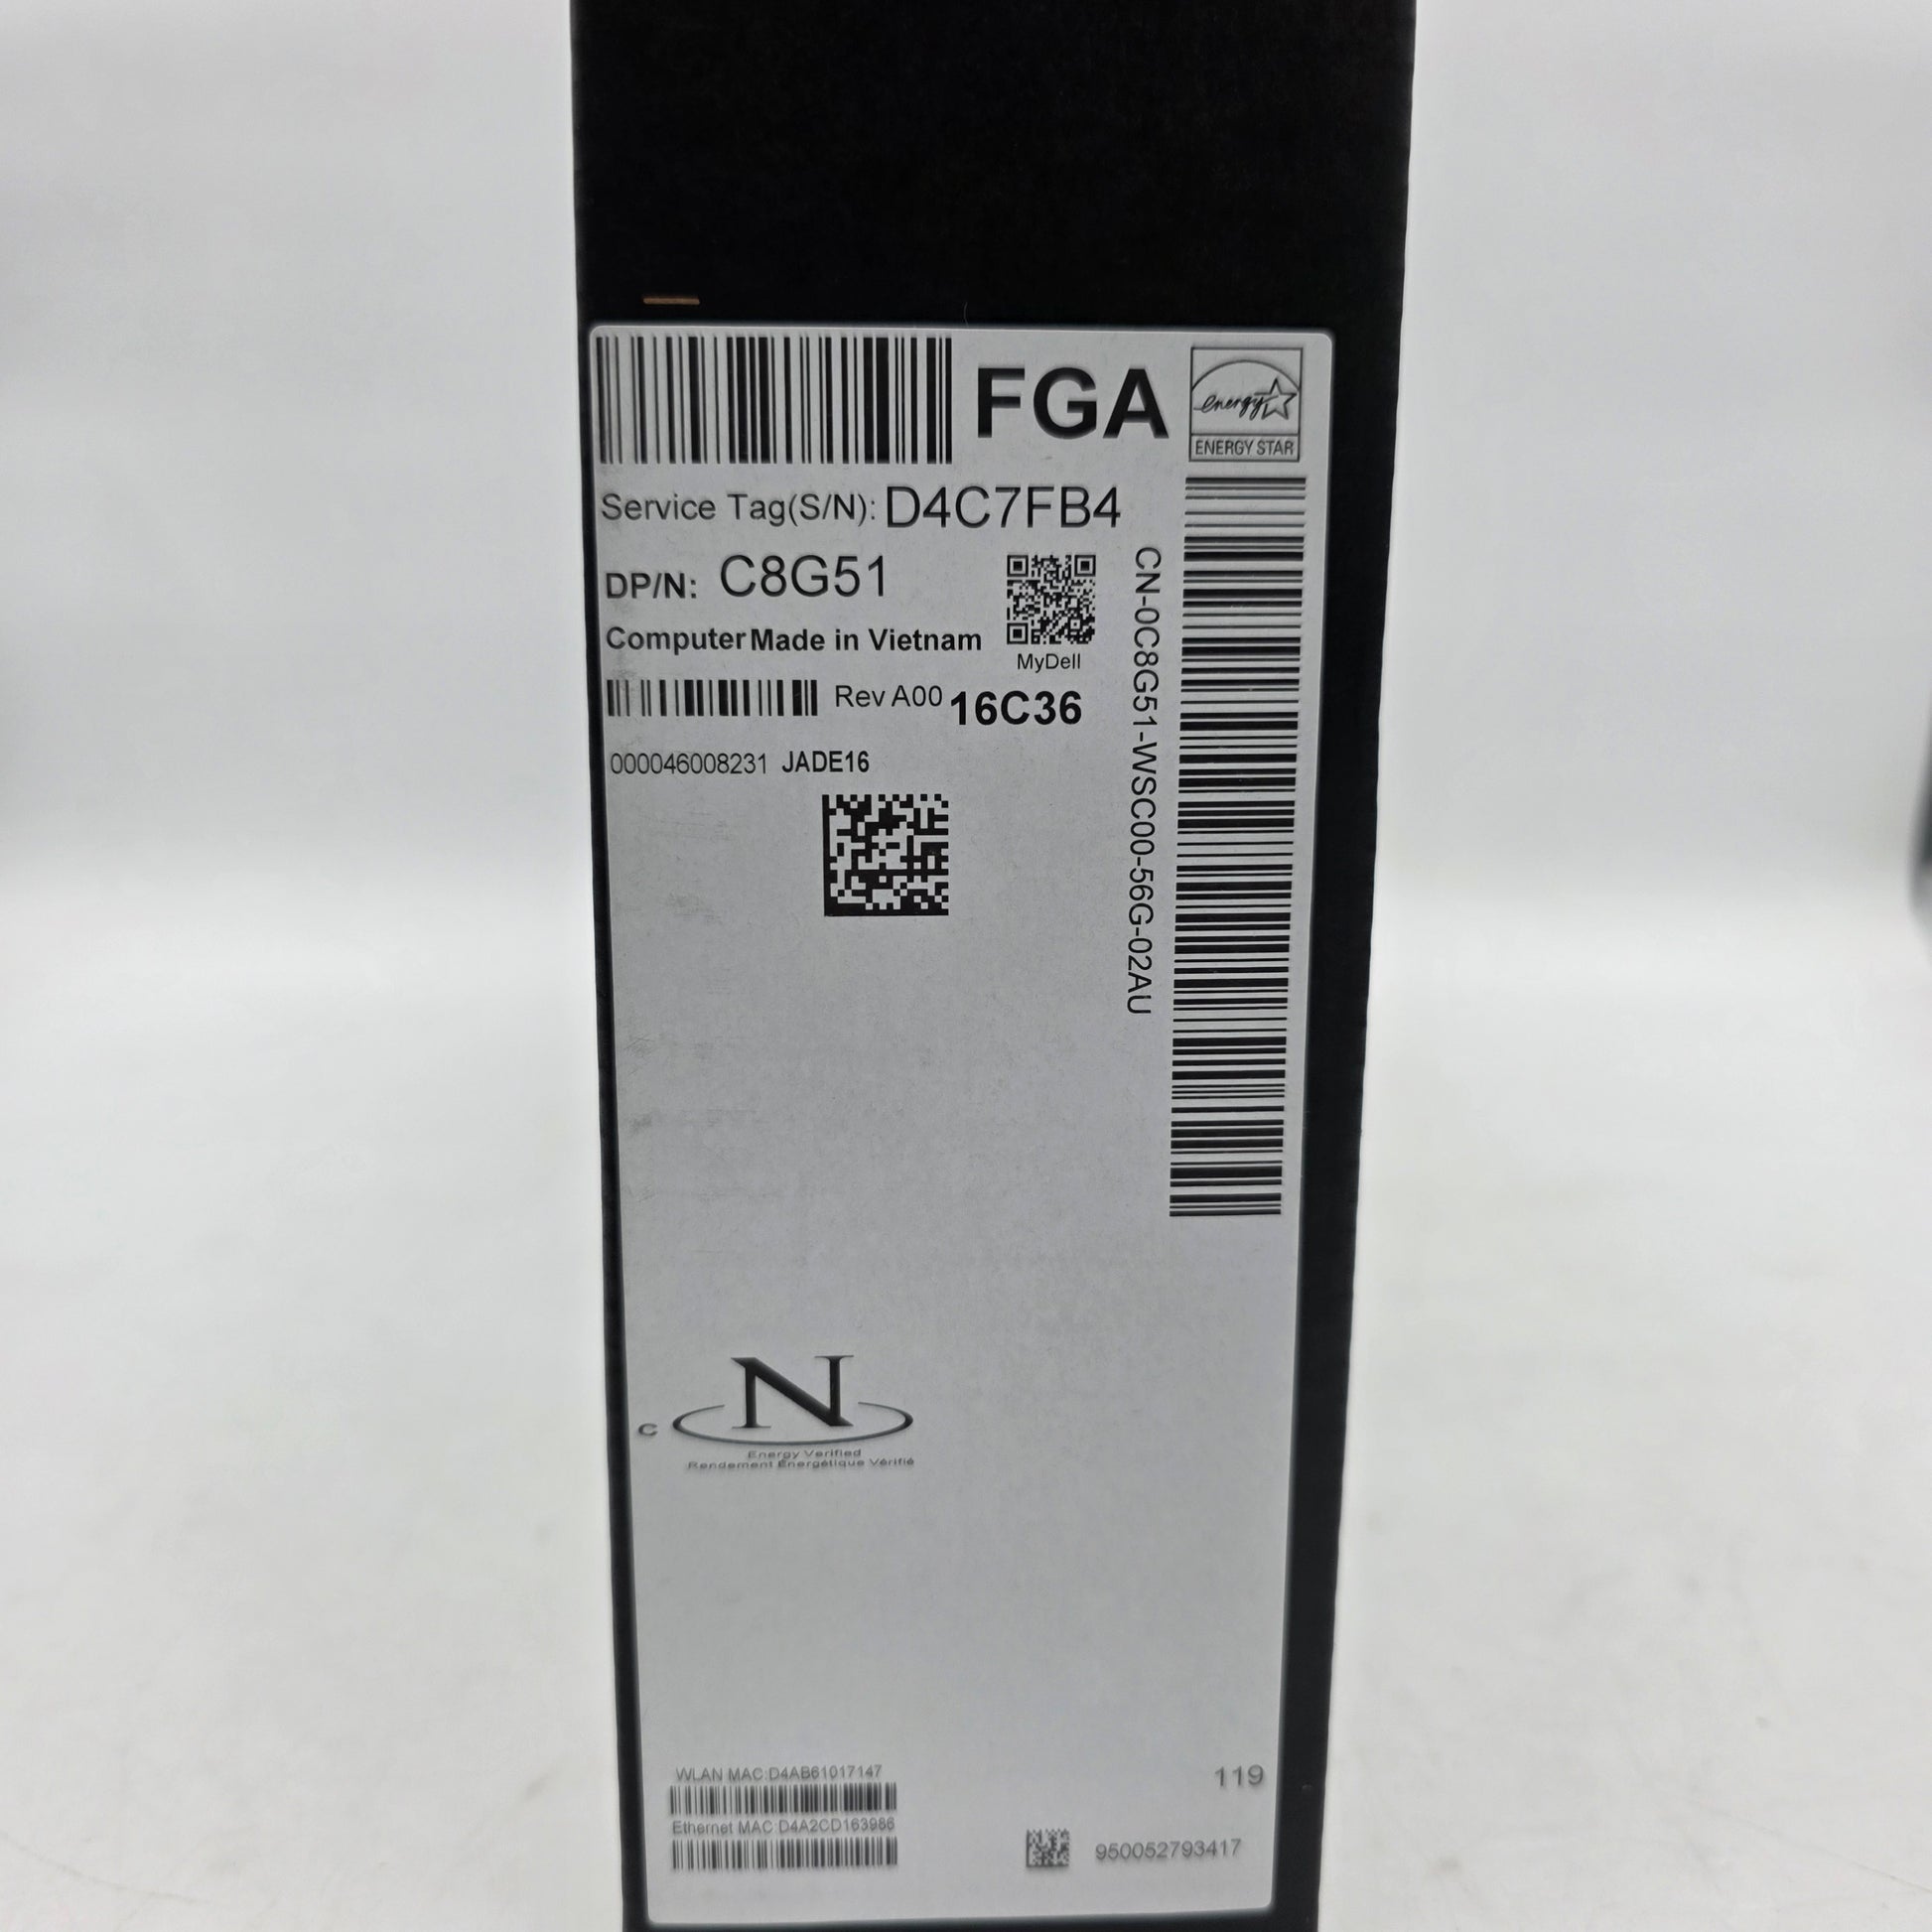 FGA
energy
ENERGY STAR
Service Tag(S/N): D4C7FB4
DP/N: C8G51
Computer Made in Vietnam
MyDell
Rev A00 16C36
000046008231 JADE16
CN-0C8G51-WSC00-56G-02AU
C
N
Energy Verified
Rendement Énergétique Vérifié
WLAN MAC:D4AB61017147
119
Ethernet MAC:D4A2CD163986
950052793417